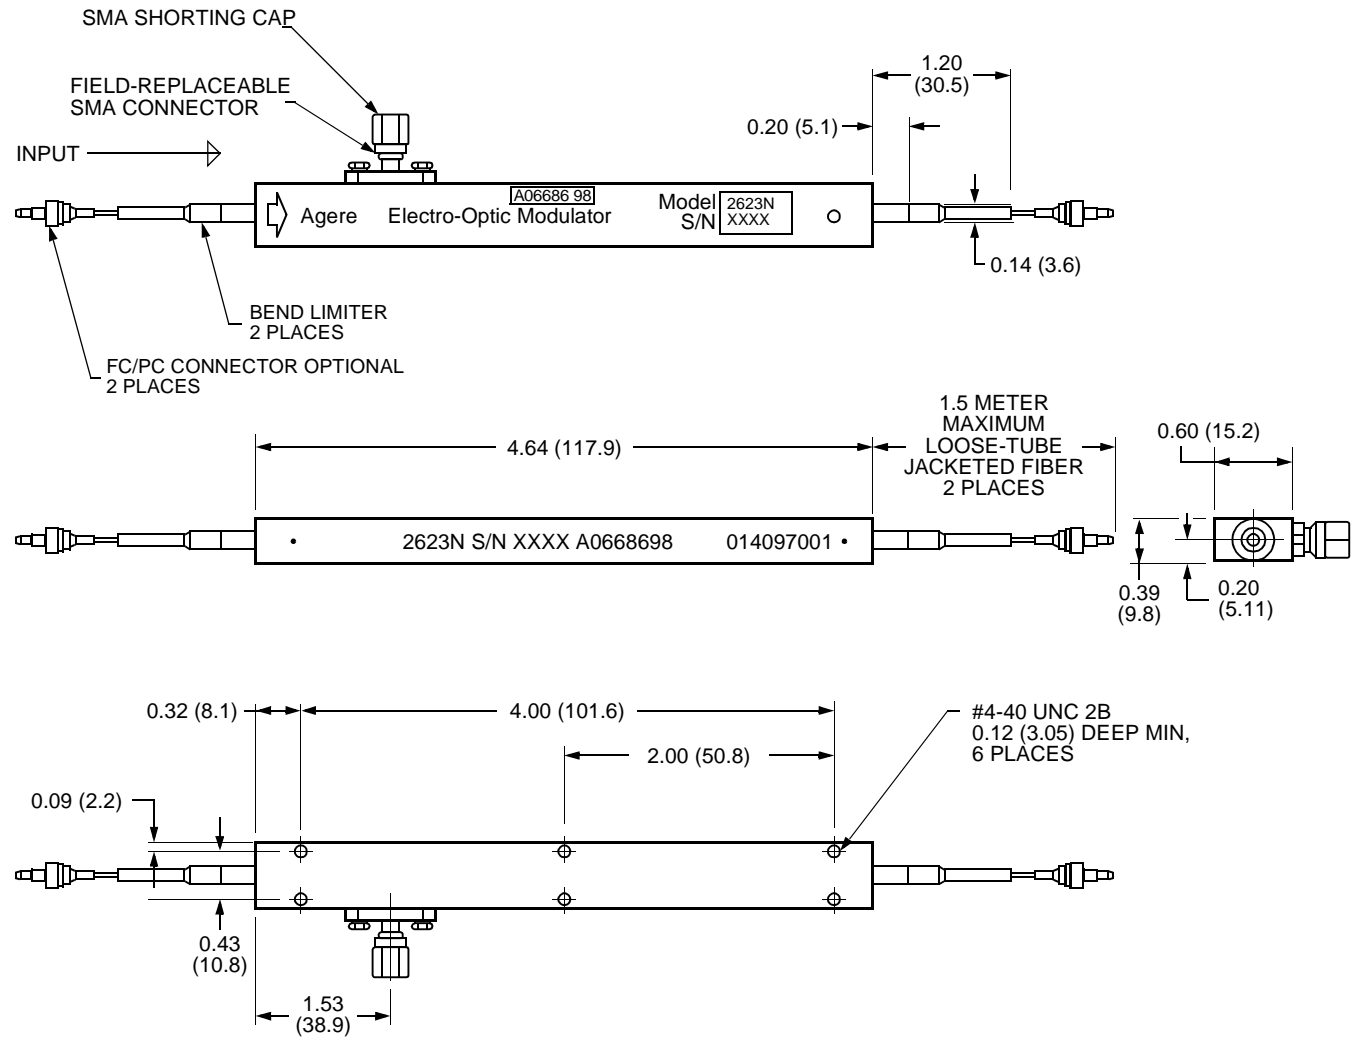 SMA SHORTING CAP
FIELD-REPLACEABLE
SMA CONNECTOR
INPUT
1.20
(30.5)
0.20 (5.1)
A06686 98
Agere
Electro-Optic Modulator
Model
S/N
2623N
XXXX
0.14 (3.6)
BEND LIMITER
2 PLACES
FC/PC CONNECTOR OPTIONAL
2 PLACES
4.64 (117.9)
1.5 METER
MAXIMUM
LOOSE-TUBE
JACKETED FIBER
2 PLACES
0.60 (15.2)
2623N S/N XXXX A0668698
014097001
0.39
(9.8)
0.20
(5.11)
0.32 (8.1)
4.00 (101.6)
2.00 (50.8)
#4-40 UNC 2B
0.12 (3.05) DEEP MIN,
6 PLACES
0.09 (2.2)
0.43
(10.8)
1.53
(38.9)